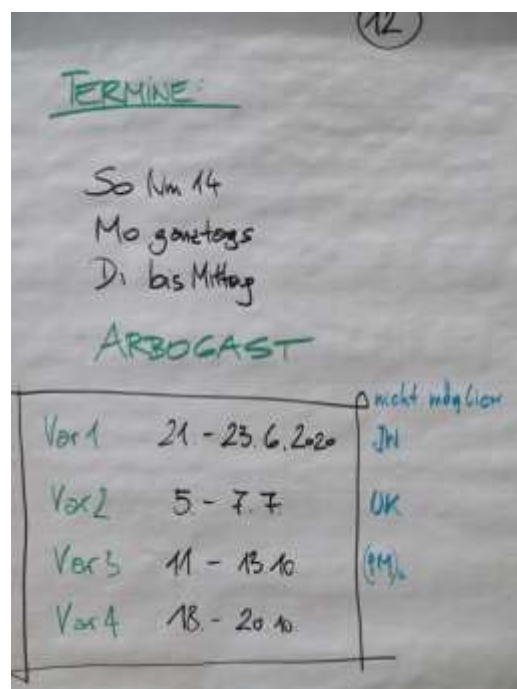 12
TERMINE:
So Nm 14
Mo ganztags
Di bis Mittag
ARBOGAST
nicht möglich
Var 1 21. - 23. 6. 2020
Var 2 5. - 7. 7. UK
Var 3 11 - 13. 10
Var 4 18. - 20. 10.